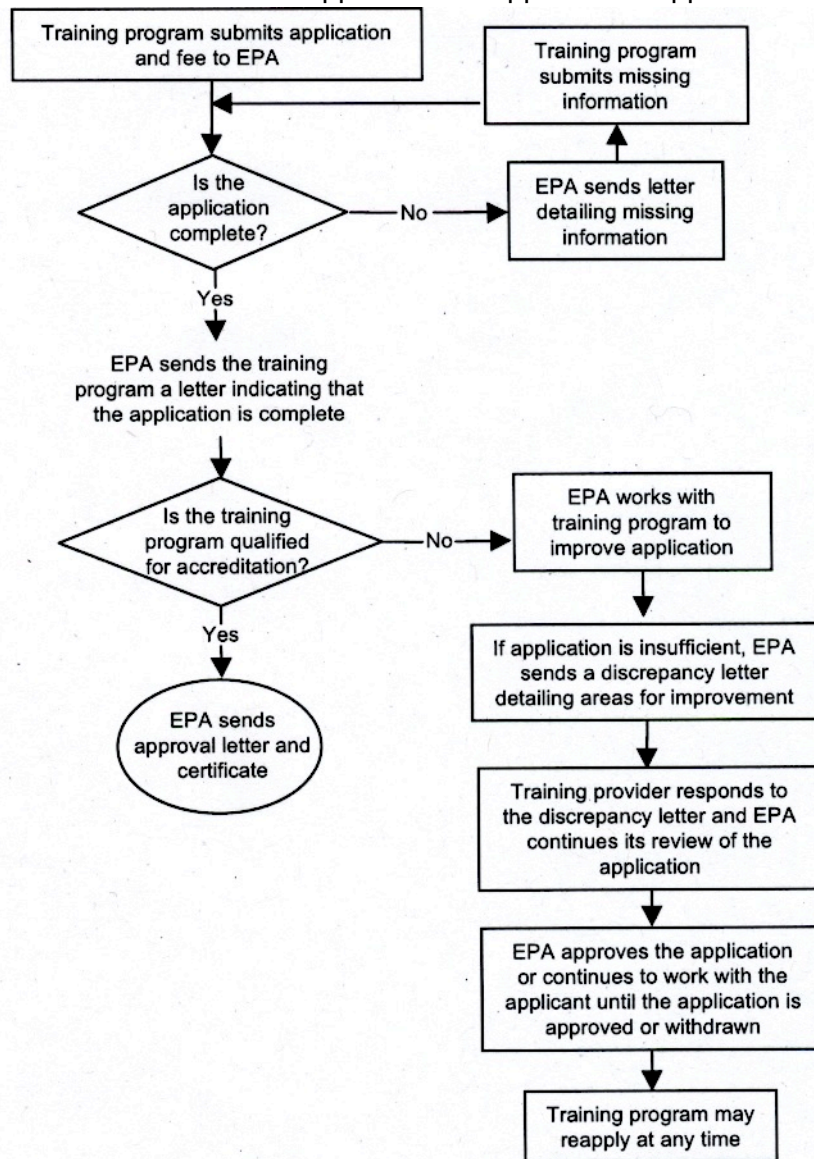 Training program submits application
and fee to EPA
Training program
submits missing
information
Is the
application
complete?
No
EPA sends letter
detailing missing
information
Yes
EPA sends the training
program a letter indicating that
the application is complete
Is the training
program qualified
for accreditation?
No
EPA works with
training program to
improve application
Yes
If application is insufficient, EPA
sends a discrepancy letter
detailing areas for improvement
EPA sends
approval letter and
certificate
Training provider responds to
the discrepancy letter and EPA
continues its review of the
application
EPA approves the application
or continues to work with the
applicant until the application is
approved or withdrawn
Training program may
reapply at any time